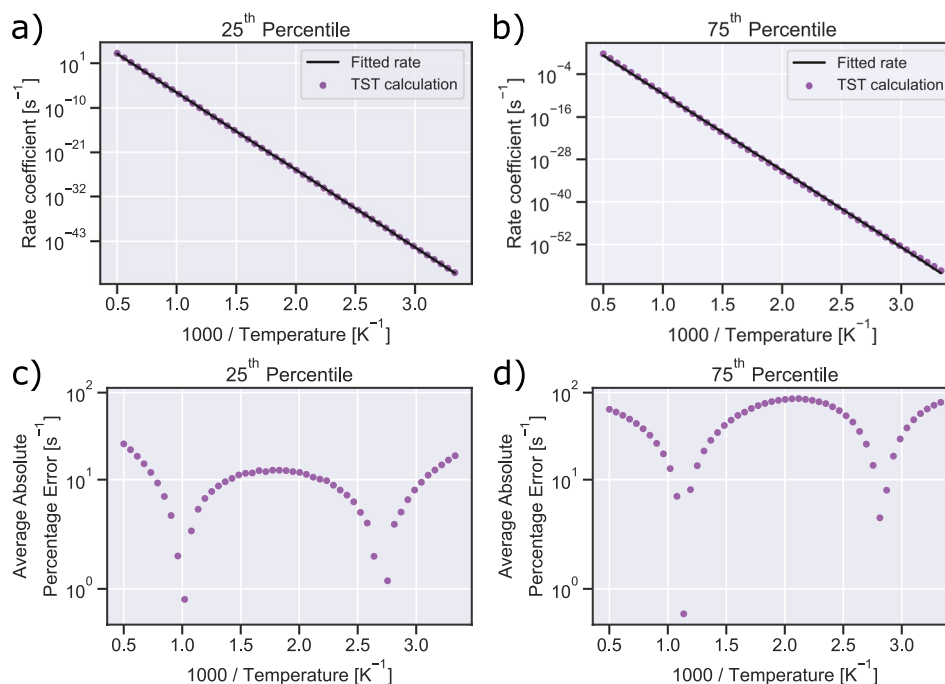 a)
25th Percentile
Rate coefficient [s−1]
10^1
10^−10
10^−21
10^−32
10^−43
Fitted rate
TST calculation
0.5 1.0 1.5 2.0 2.5 3.0
1000 / Temperature [K−1]
b)
75th Percentile
Rate coefficient [s−1]
10^−4
10^−16
10^−28
10^−40
10^−52
Fitted rate
TST calculation
0.5 1.0 1.5 2.0 2.5 3.0
1000 / Temperature [K−1]
c)
25th Percentile
Average Absolute
Percentage Error [s−1]
10^2
10^1
10^0
0.5 1.0 1.5 2.0 2.5 3.0
1000 / Temperature [K−1]
d)
75th Percentile
Average Absolute
Percentage Error [s−1]
10^2
10^1
10^0
0.5 1.0 1.5 2.0 2.5 3.0
1000 / Temperature [K−1]